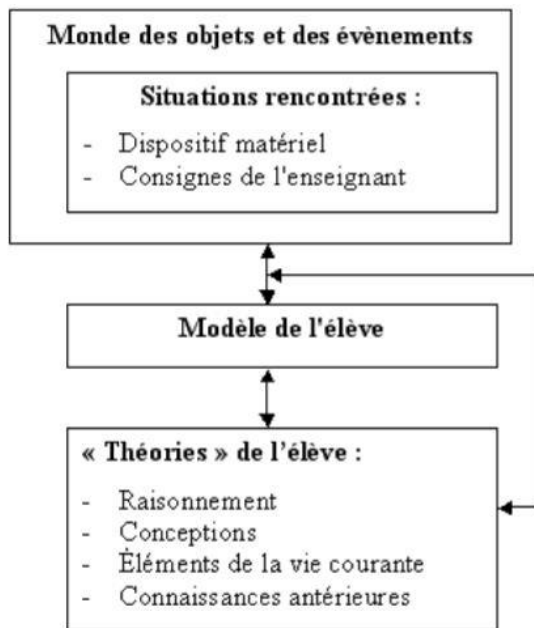 Monde des objets et des évènements
Situations rencontrées :
- Dispositif matériel
- Consignes de l'enseignant
Modèle de l'élève
« Théories » de l’élève :
- Raisonnement
- Conceptions
- Éléments de la vie courante
- Connaissances antérieures